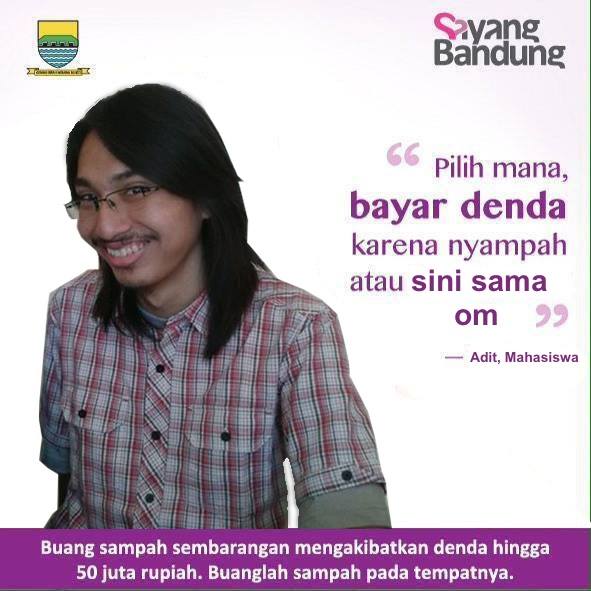 Sayang
Bandung
“ Pilih mana,
bayar denda
karena nyampah
atau sini sama
om ”
— Adit, Mahasiswa
Buang sampah sembarangan mengakibatkan denda hingga
50 juta rupiah. Buanglah sampah pada tempatnya.